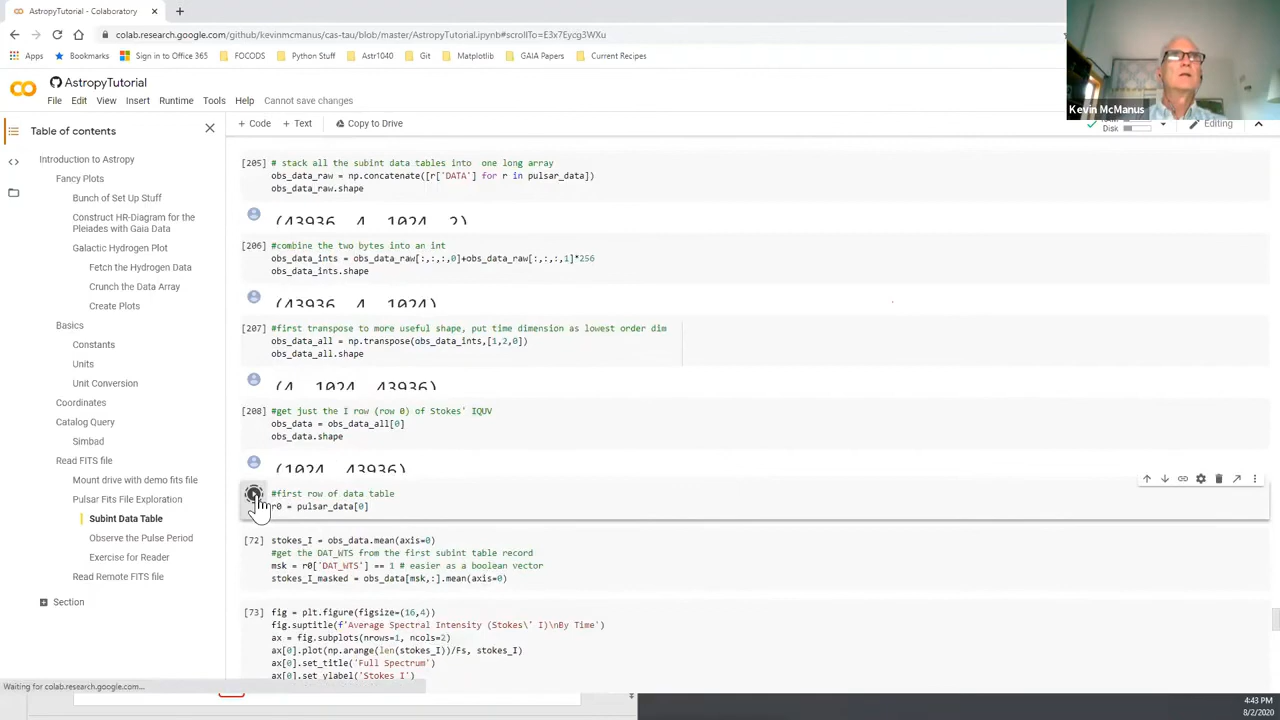 AstropyTutorial - Colaboratory
colab.research.google.com/github/kevinmcmanus/cas-tau/blob/master/AstropyTutorial.ipynb#scrollTo=E3x7Eycg3WXu
Apps
Bookmarks
Sign in to Office 365
FOCODS
Python Stuff
Astr1040
Git
Matplotlib
GAIA Papers
Current Repos
Kevin McManus
AstropyTutorial
File Edit View Insert Runtime Tools Help Cannot save changes
Disk
Editing
+ Code + Text Copy to Drive
Table of contents
Introduction to Astropy
Fancy Plots
Bunch of Set Up Stuff
Construct HR-Diagram for the
Pleiades with Gaia Data
Galactic Hydrogen Plot
Fetch the Hydrogen Data
Crunch the Data Array
Create Plots
Basics
Constants
Units
Unit Conversion
Coordinates
Catalog Query
Simbad
Read FITS file
Mount drive with demo fits file
Pulsar Fits File Exploration
Subint Data Table
Observe the Pulse Period
Exercise for Reader
Read Remote FITS file
Section
[205] # stack all the subint data tables into one long array
obs_data_raw = np.concatenate([r['DATA'] for r in pulsar_data])
obs_data_raw.shape
(43936, 4, 1024, 2)
[206] #combine the two bytes into an int
obs_data_ints = obs_data_raw[:,:,:,0]+obs_data_raw[:,:,:,1]*256
obs_data_ints.shape
(43936, 4, 1024)
[207] #first transpose to more useful shape, put time dimension as lowest order dim
obs_data_all = np.transpose(obs_data_ints,[1,2,0])
obs_data_all.shape
(4, 1024, 43936)
[208] #get just the I row (row 0) of Stokes' IQUV
obs_data = obs_data_all[0]
obs_data.shape
(1024, 43936)
#first row of data table
r0 = pulsar_data[0]
[72] stokes_I = obs_data.mean(axis=0)
#get the DAT_WTS from the first subint table record
msk = r0['DAT_WTS'] == 1 # easier as a boolean vector
stokes_I_masked = obs_data[msk,:].mean(axis=0)
[73] fig = plt.figure(figsize=(16,4))
fig.suptitle(f'Average Spectral Intensity (Stokes\' I)\nBy Time')
ax = fig.subplots(nrows=1, ncols=2)
ax[0].plot(np.arange(len(stokes_I))/Fs, stokes_I)
ax[0].set_title('Full Spectrum')
ax[0].set_ylabel('Stokes I')
Waiting for colab.research.google.com...
4:43 PM
8/2/2020